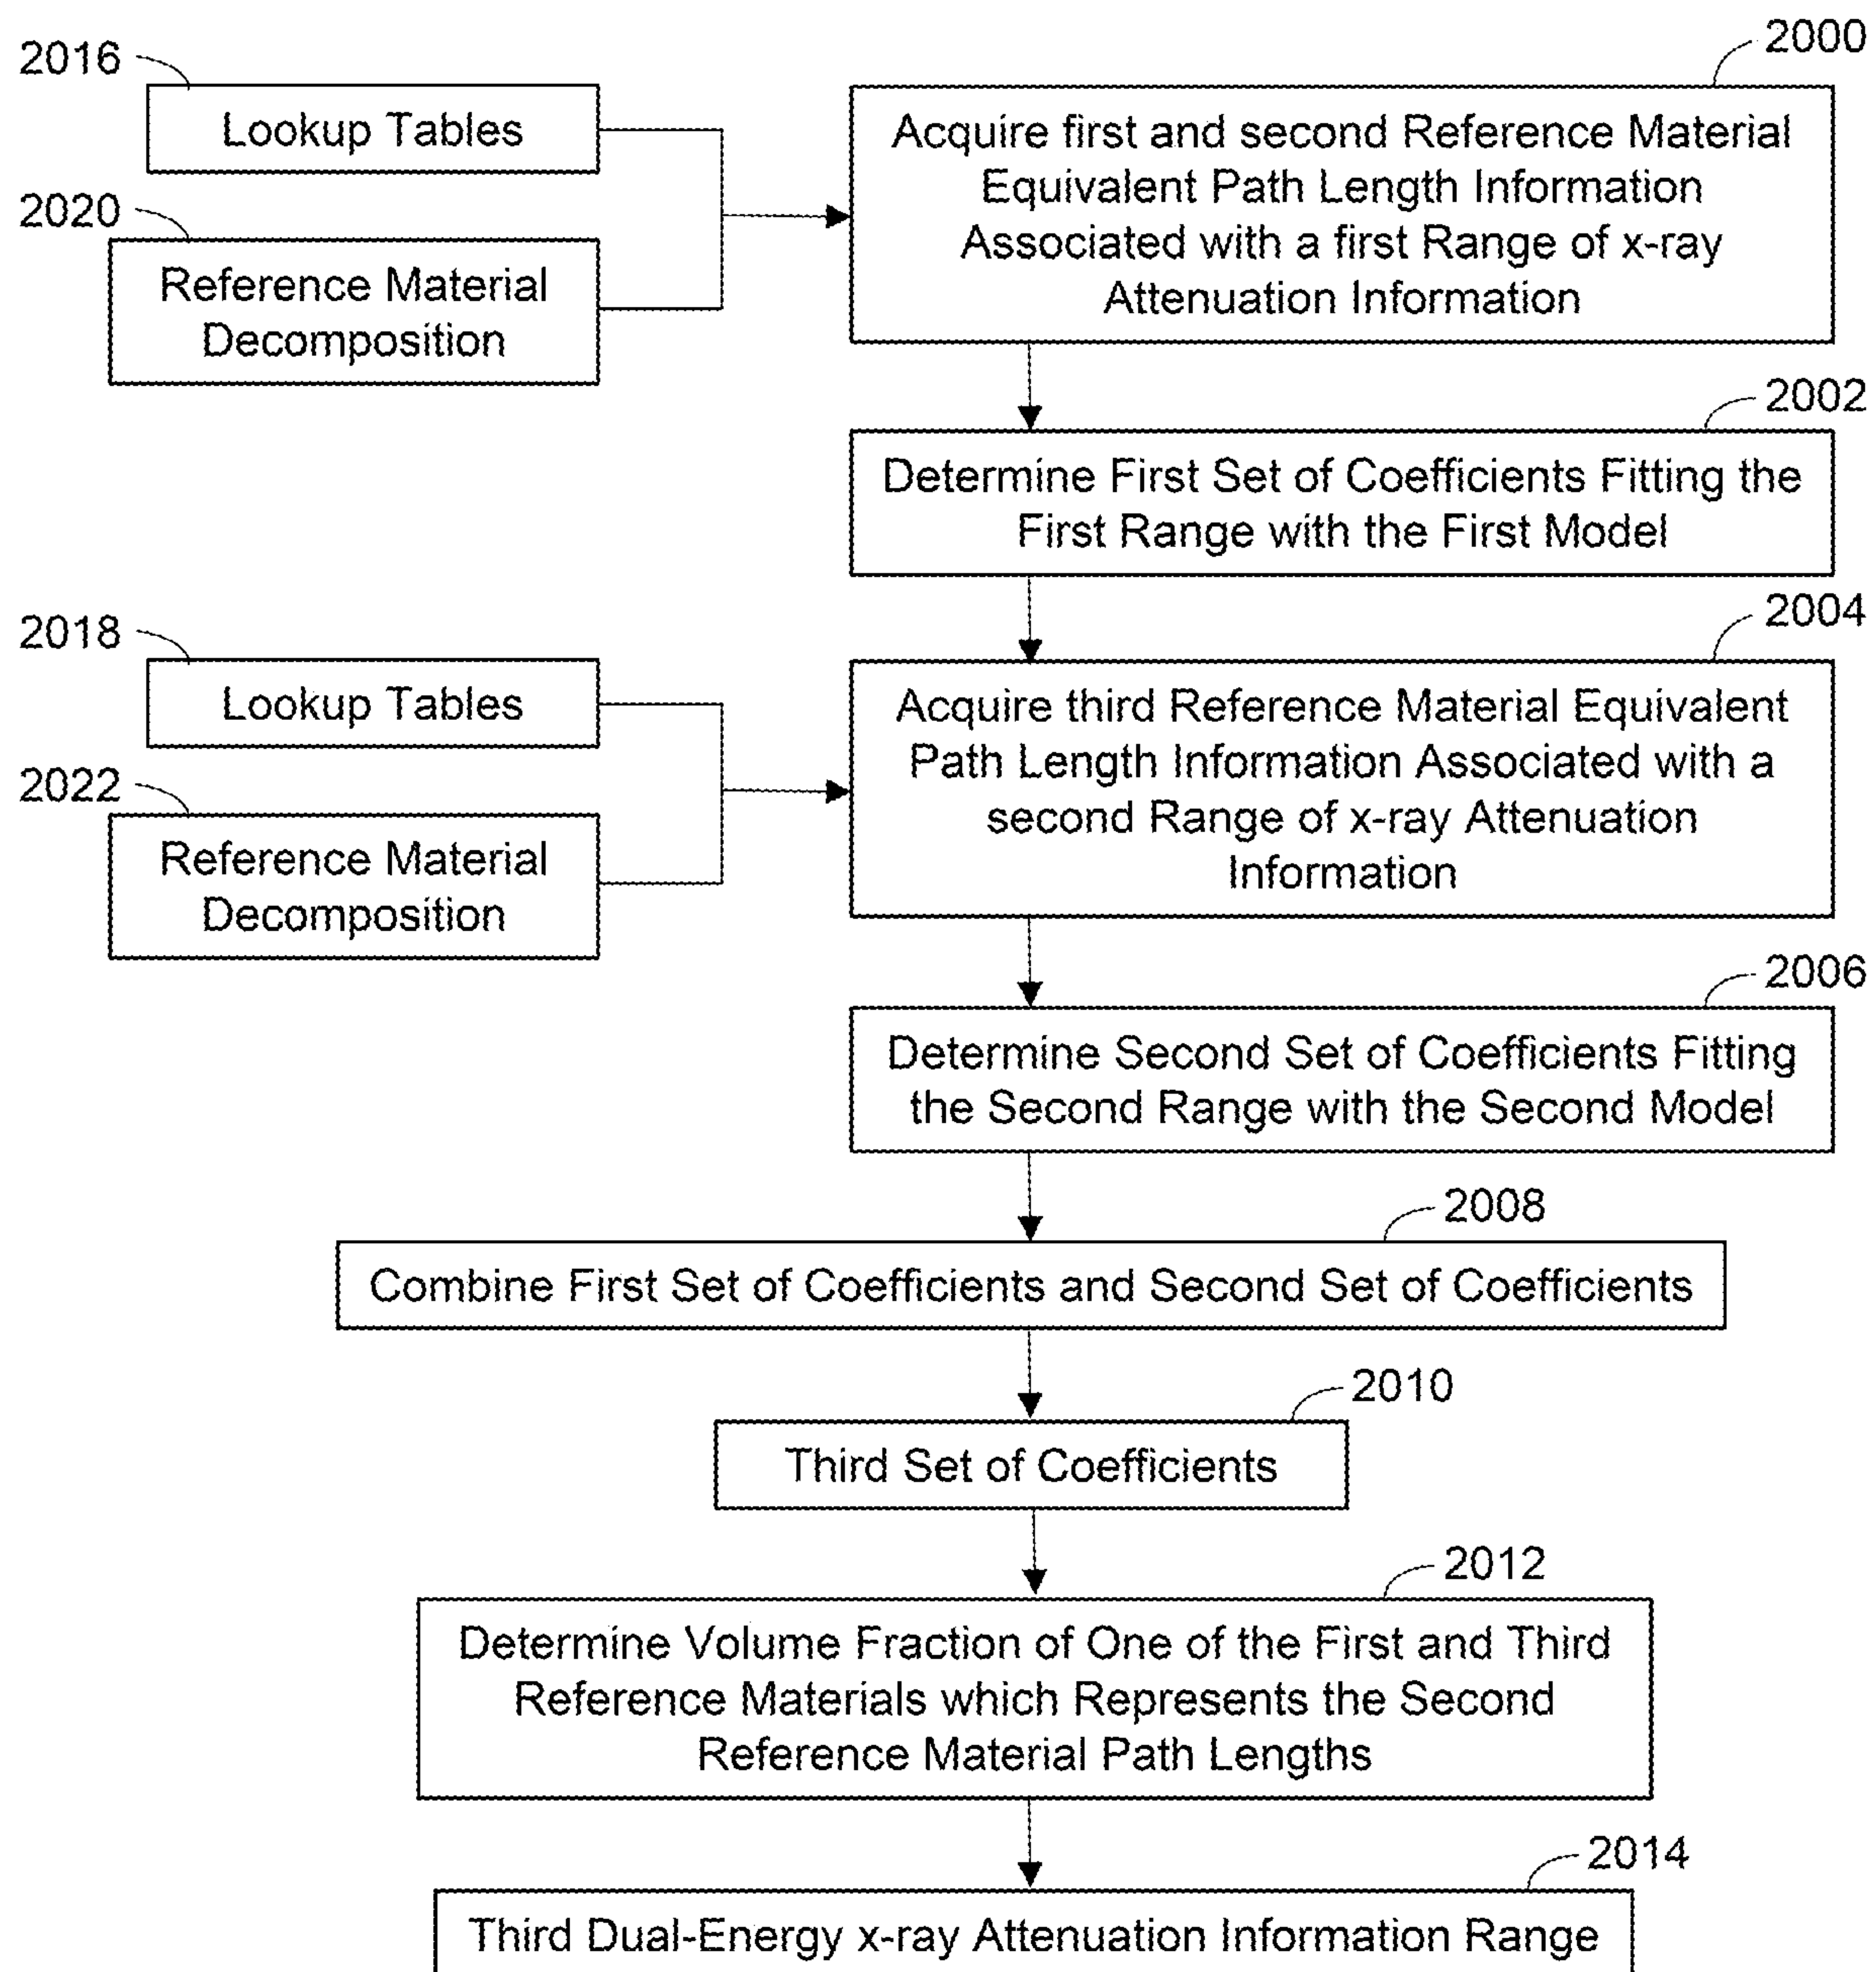 2016
Lookup Tables
2020
Reference Material
Decomposition
2000
Acquire first and second Reference Material
Equivalent Path Length Information
Associated with a first Range of x-ray
Attenuation Information
2002
Determine First Set of Coefficients Fitting the
First Range with the First Model
2018
Lookup Tables
2022
Reference Material
Decomposition
2004
Acquire third Reference Material Equivalent
Path Length Information Associated with a
second Range of x-ray Attenuation
Information
2006
Determine Second Set of Coefficients Fitting
the Second Range with the Second Model
2008
Combine First Set of Coefficients and Second Set of Coefficients
2010
Third Set of Coefficients
2012
Determine Volume Fraction of One of the First and Third
Reference Materials which Represents the Second
Reference Material Path Lengths
2014
Third Dual-Energy x-ray Attenuation Information Range